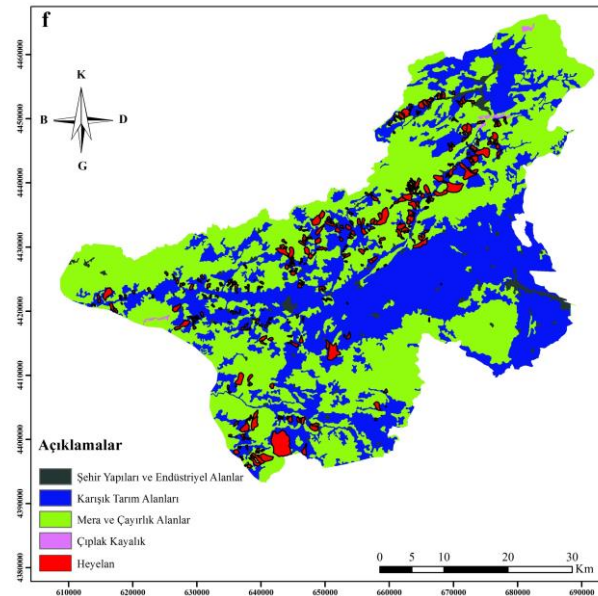 f
K
B D
G
4460000
4450000
4440000
4430000
4420000
4410000
4400000
4390000
4380000
Açıklamalar
Şehir Yapıları ve Endüstriyel Alanlar
Karışık Tarım Alanları
Mera ve Çayırlık Alanlar
Çıplak Kayalık
Heyelan
0 5 10 20 30
Km
610000 620000 630000 640000 650000 660000 670000 680000 690000